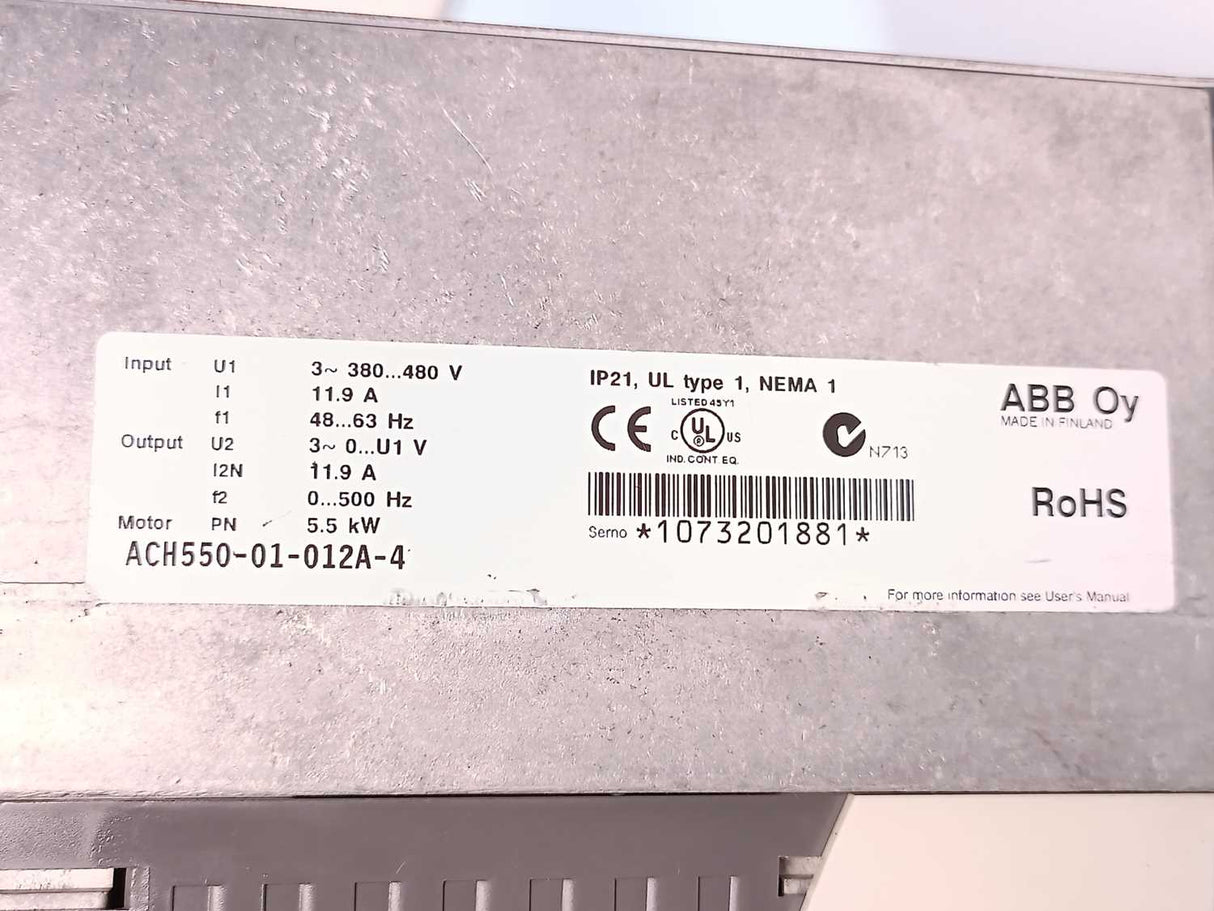 Input U1 3~ 380...480 V
I1 11.9 A
f1 48...63 Hz
Output U2 3~ 0...U1 V
I2N 11.9 A
f2 0...500 Hz
Motor PN 5.5 kW
ACH550-01-012A-4
IP21, UL type 1, NEMA 1
LISTED 45Y1
CE
C UL US
R
IND. CONT EQ.
N713
Serno *1073201881*
ABB Oy
MADE IN FINLAND
RoHS
For more information see User's Manual